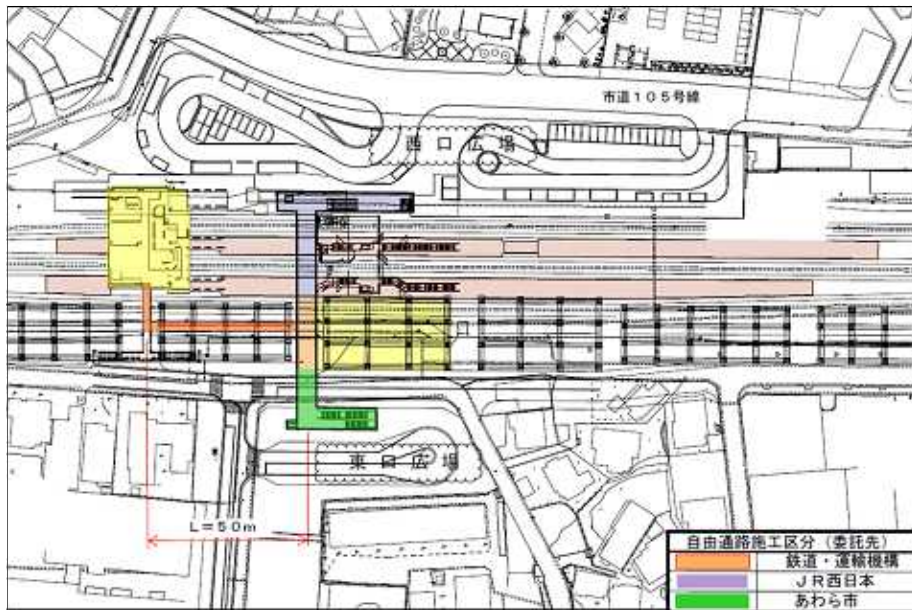 市道105号線
西口広場
東口広場
L=50m
自由通路施工区分（委託先）
鉄道・運輸機構
JR西日本
あわら市